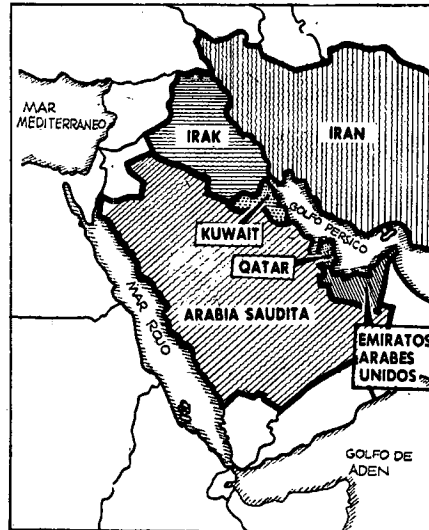 MAR
MEDITERRANEO
IRAK
IRAN
GOLFO PERSICO
KUWAIT
QATAR
MAR ROJO
ARABIA SAUDITA
EMIRATOS
ARABES
UNIDOS
GOLFO DE
ADEN